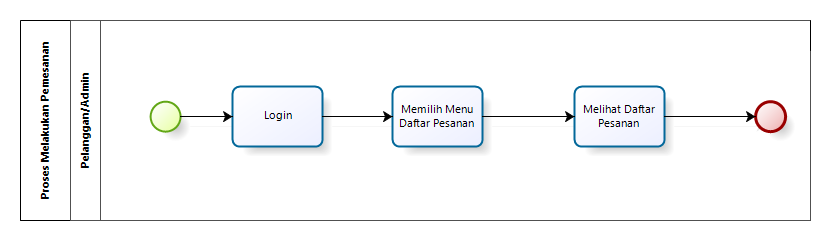 Proses Melakukan Pemesanan
Pelanggan/Admin
Login
Memilih Menu
Daftar Pesanan
Melihat Daftar
Pesanan